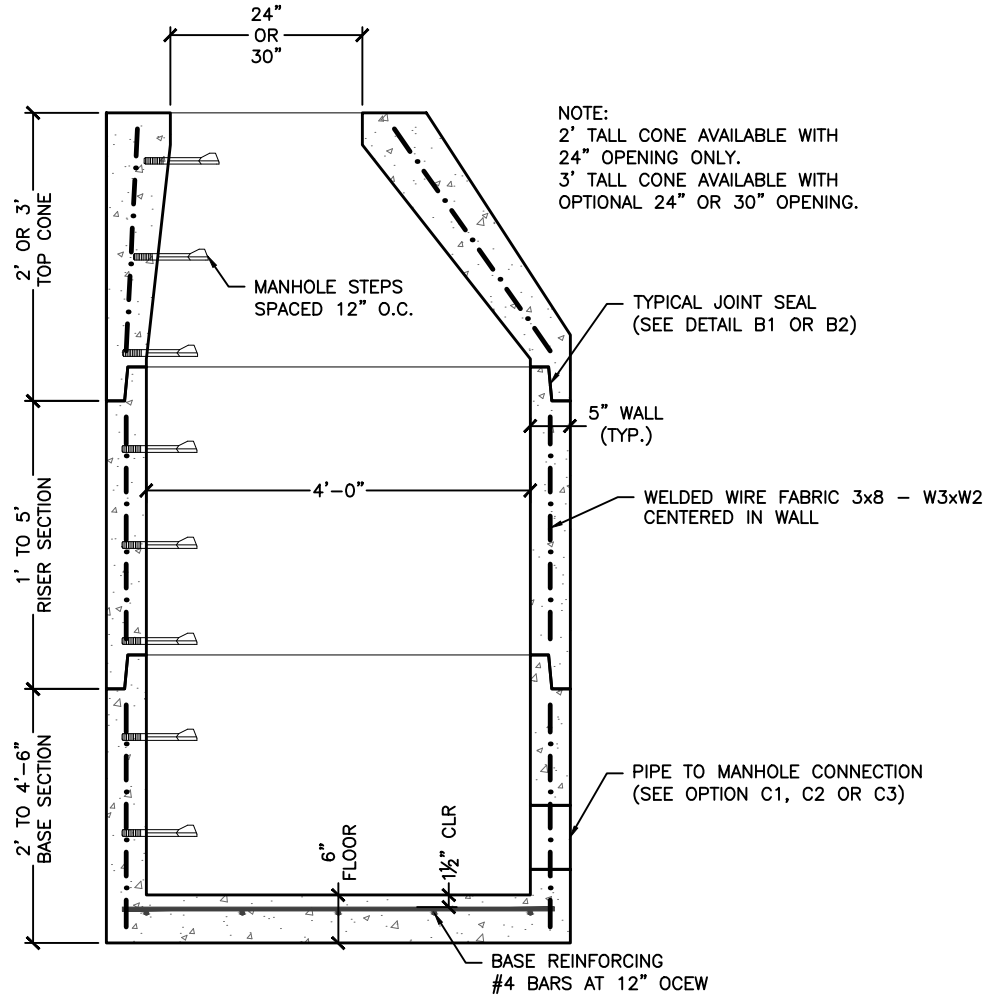 24"
OR
30"
NOTE:
2' TALL CONE AVAILABLE WITH
24" OPENING ONLY.
3' TALL CONE AVAILABLE WITH
OPTIONAL 24" OR 30" OPENING.
2' OR 3'
TOP CONE
MANHOLE STEPS
SPACED 12" O.C.
TYPICAL JOINT SEAL
(SEE DETAIL B1 OR B2)
5" WALL
(TYP.)
1' TO 5'
RISER SECTION
4'-0"
WELDED WIRE FABRIC 3x8 – W3xW2
CENTERED IN WALL
2' TO 4'-6"
BASE SECTION
PIPE TO MANHOLE CONNECTION
(SEE OPTION C1, C2 OR C3)
6"
FLOOR
1½" CLR
BASE REINFORCING
#4 BARS AT 12" OCEW